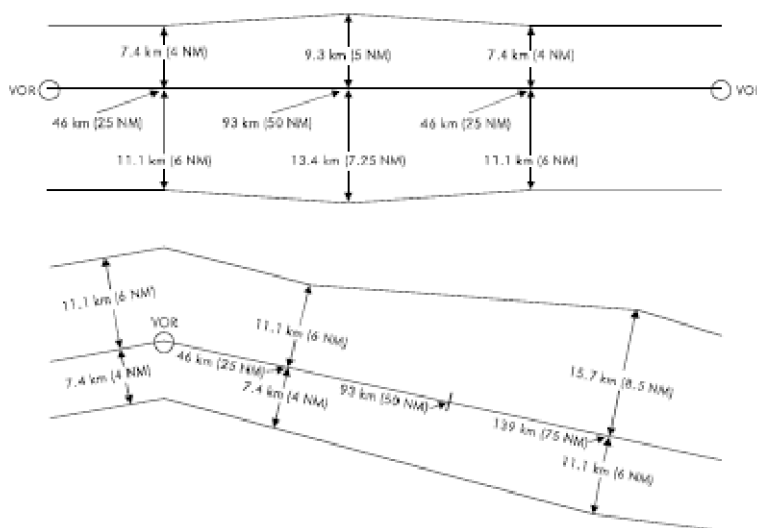 7.4 km (4 NM)
9.3 km (5 NM)
7.4 km (4 NM)
VOR
46 km (25 NM)
93 km (50 NM)
46 km (25 NM)
11.1 km (6 NM)
13.4 km (7.25 NM)
11.1 km (6 NM)
11.1 km (6 NM)
VOR
11.1 km (6 NM)
15.7 km (8.5 NM)
7.4 km (4 NM)
46 km (25 NM)
7.4 km (4 NM)
93 km (50 NM)
139 km (75 NM)
11.1 km (6 NM)